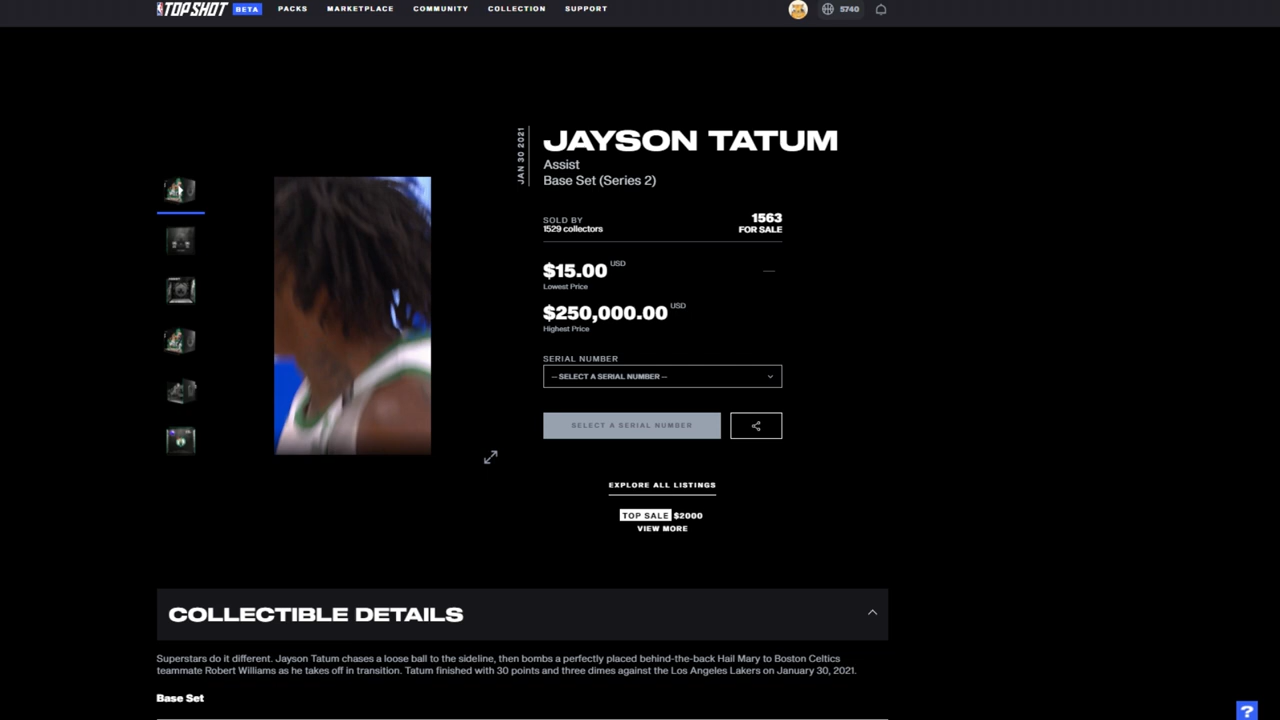 TOP SHOT BETA PACKS MARKETPLACE COMMUNITY COLLECTION SUPPORT 5740
JAN 30 2021
JAYSON TATUM
Assist
Base Set (Series 2)
SOLD BY
1529 collectors
1563
FOR SALE
$15.00 USD
Lowest Price
$250,000.00 USD
Highest Price
SERIAL NUMBER
-- SELECT A SERIAL NUMBER --
SELECT A SERIAL NUMBER
EXPLORE ALL LISTINGS
TOP SALE $2000
VIEW MORE
COLLECTIBLE DETAILS
Superstars do it different. Jayson Tatum chases a loose ball to the sideline, then bombs a perfectly placed behind-the-back Hail Mary to Boston Celtics
teammate Robert Williams as he takes off in transition. Tatum finished with 30 points and three dimes against the Los Angeles Lakers on January 30, 2021.
Base Set
?